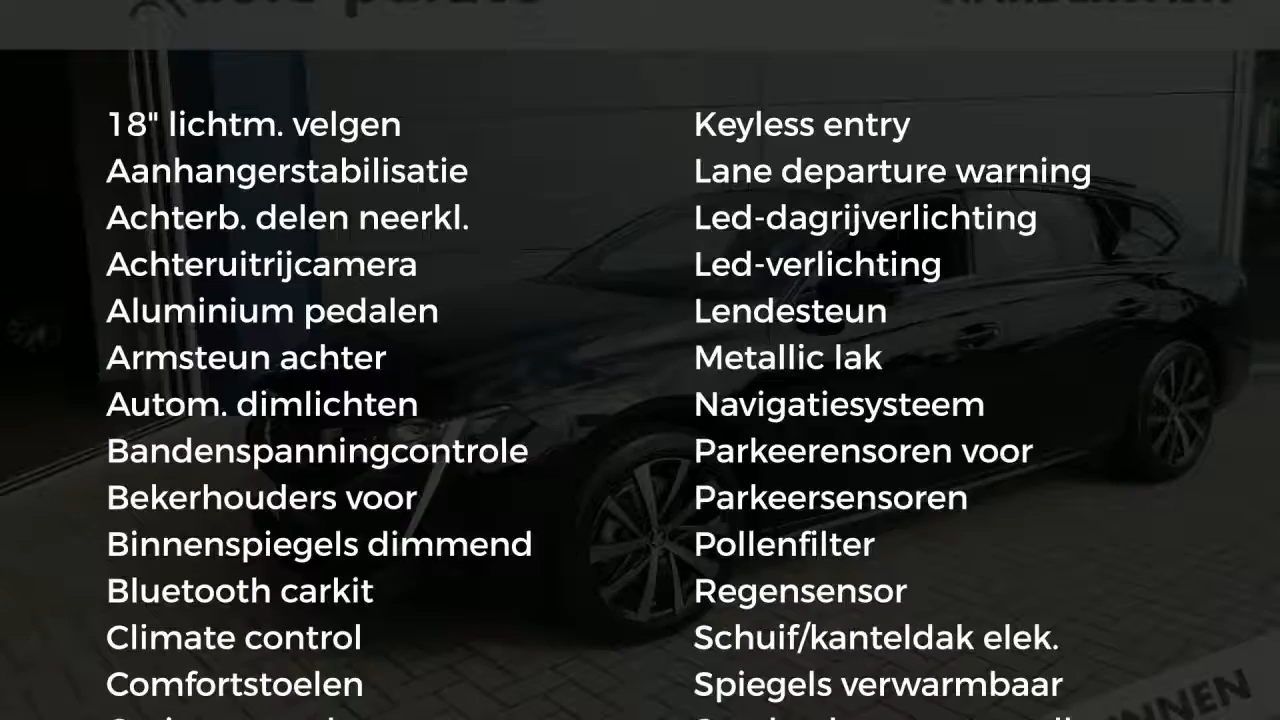 18" lichtm. velgen
Aanhangerstabilisatie
Achterb. delen neerkl.
Achteruitrijcamera
Aluminium pedalen
Armsteun achter
Autom. dimlichten
Bandenspanningcontrole
Bekerhouders voor
Binnenspiegels dimmend
Bluetooth carkit
Climate control
Comfortstoelen
Keyless entry
Lane departure warning
Led-dagrijverlichting
Led-verlichting
Lendesteun
Metallic lak
Navigatiesysteem
Parkeerensoren voor
Parkeersensoren
Pollenfilter
Regensensor
Schuif/kanteldak elek.
Spiegels verwarmbaar